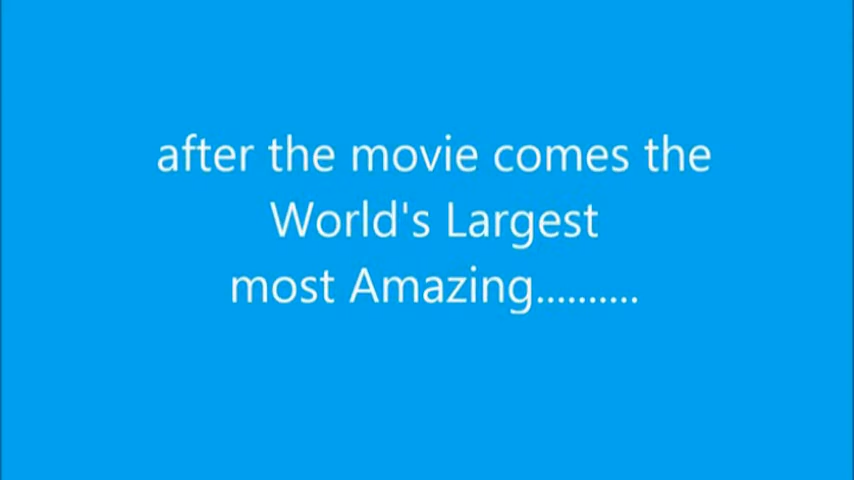 after the movie comes the
World's Largest
most Amazing..........